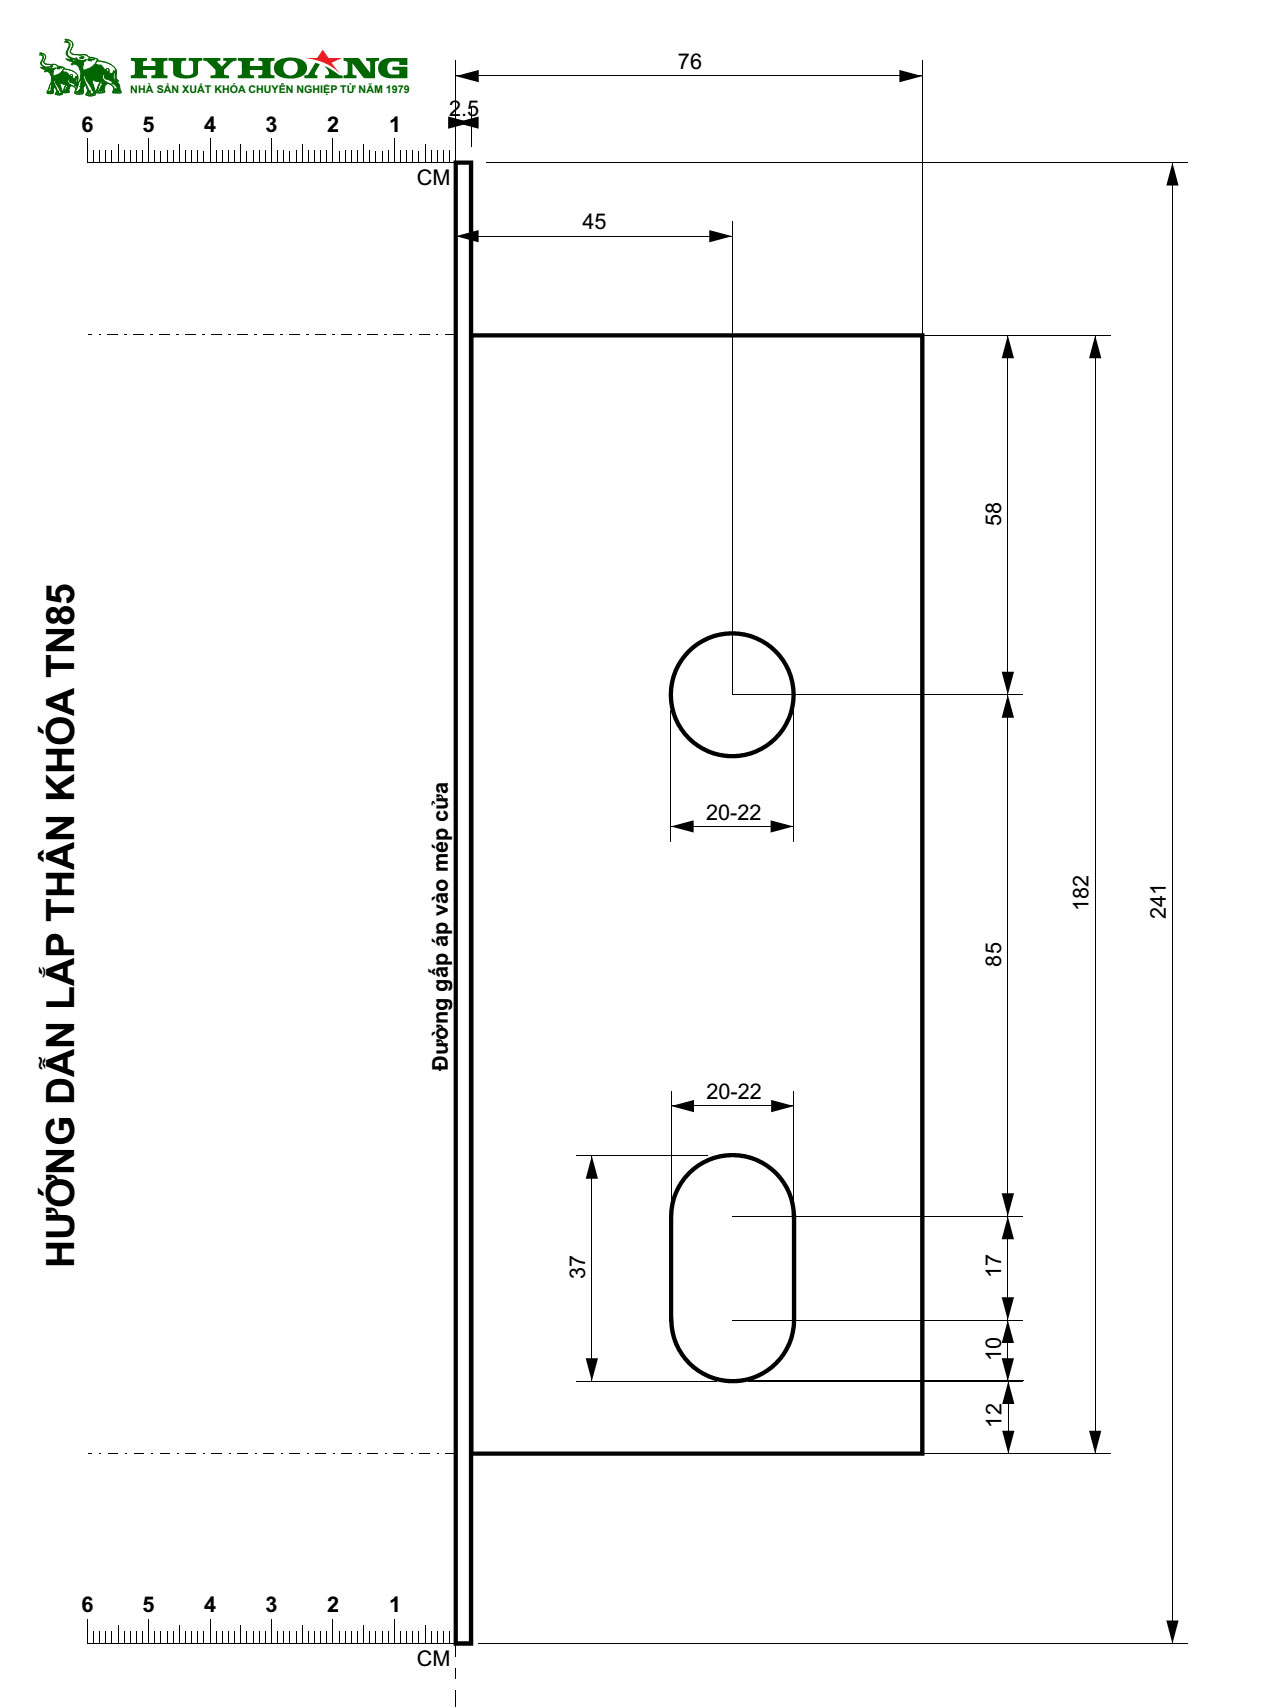 HUYHOÀNG
NHÀ SẢN XUẤT KHÓA CHUYÊN NGHIỆP TỪ NĂM 1979
76
2.5
6 5 4 3 2 1
CM
45
58
HƯỚNG DẪN LẮP THÂN KHÓA TN85
Đường gấp áp vào mép cửa
20-22
85
182
241
20-22
37
17
10
12
6 5 4 3 2 1
CM